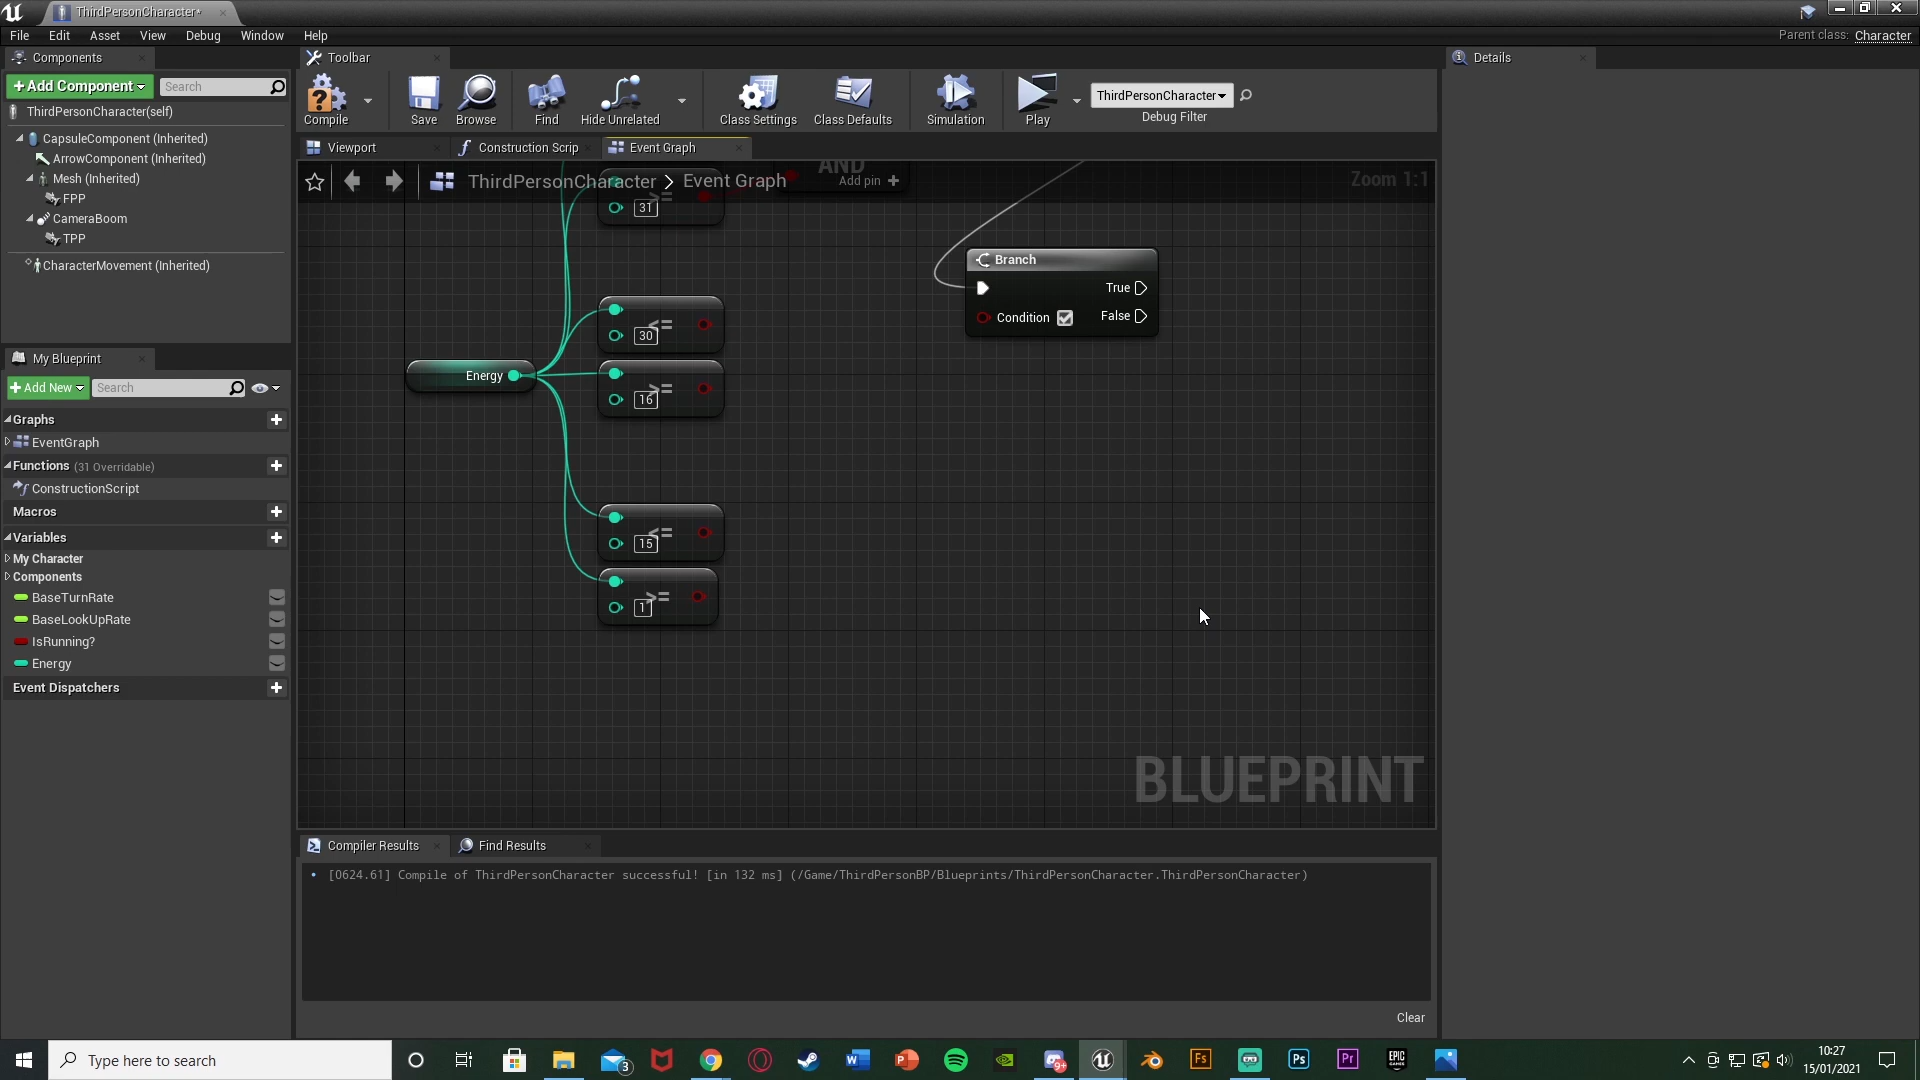 ThirdPersonCharacter*
File Edit Asset View Debug Window Help
Parent class: Character
Components
+ Add Component
Search
ThirdPersonCharacter(self)
CapsuleComponent (Inherited)
ArrowComponent (Inherited)
Mesh (Inherited)
FPP
CameraBoom
TPP
CharacterMovement (Inherited)
My Blueprint
+ Add New
Search
Graphs
EventGraph
Functions (31 Overridable)
ConstructionScript
Macros
Variables
My Character
Components
BaseTurnRate
BaseLookUpRate
IsRunning?
Energy
Event Dispatchers
Toolbar
Compile
Save
Browse
Find
Hide Unrelated
Class Settings
Class Defaults
Simulation
Play
ThirdPersonCharacter
Debug Filter
Viewport
Construction Scrip
Event Graph
ThirdPersonCharacter > Event Graph
Zoom 1:1
AND
Add pin +
>=
31
Branch
True
Condition
False
<=
30
Energy
>=
16
<=
15
>=
1
BLUEPRINT
Compiler Results
Find Results
[0624.61] Compile of ThirdPersonCharacter successful! [in 132 ms] (/Game/ThirdPersonBP/Blueprints/ThirdPersonCharacter.ThirdPersonCharacter)
Clear
Details
Type here to search
3
9+
Fs
Ps
Pr
EPIC
10:27
15/01/2021